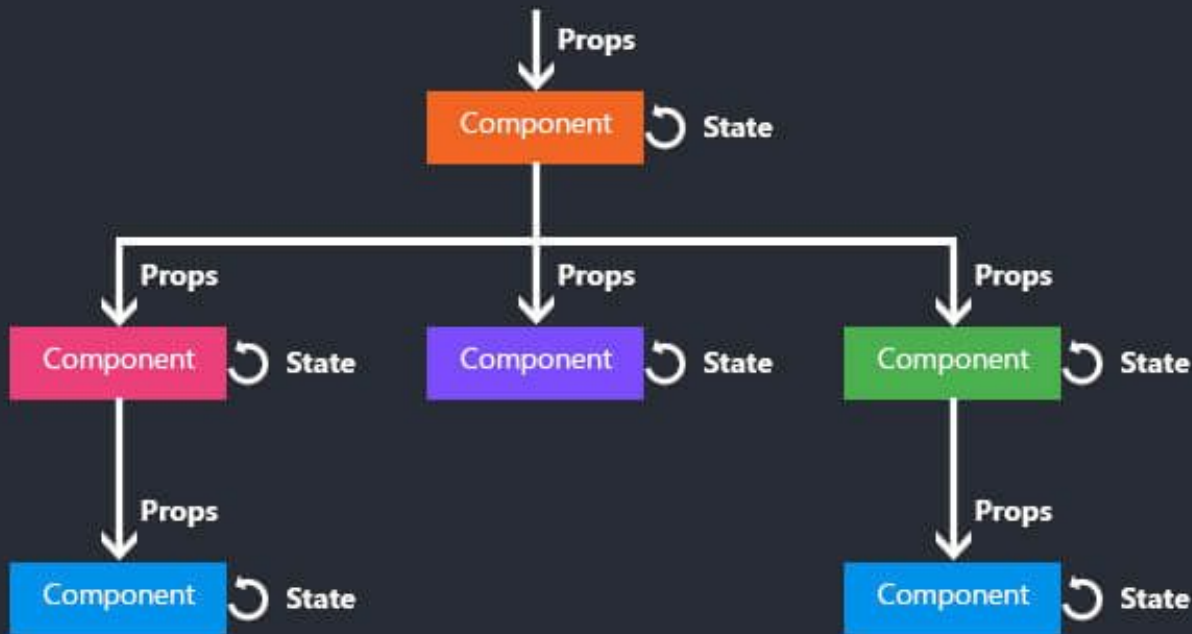 Props
Component State
Props Props Props
Component State Component State Component State
Props Props
Component State Component State